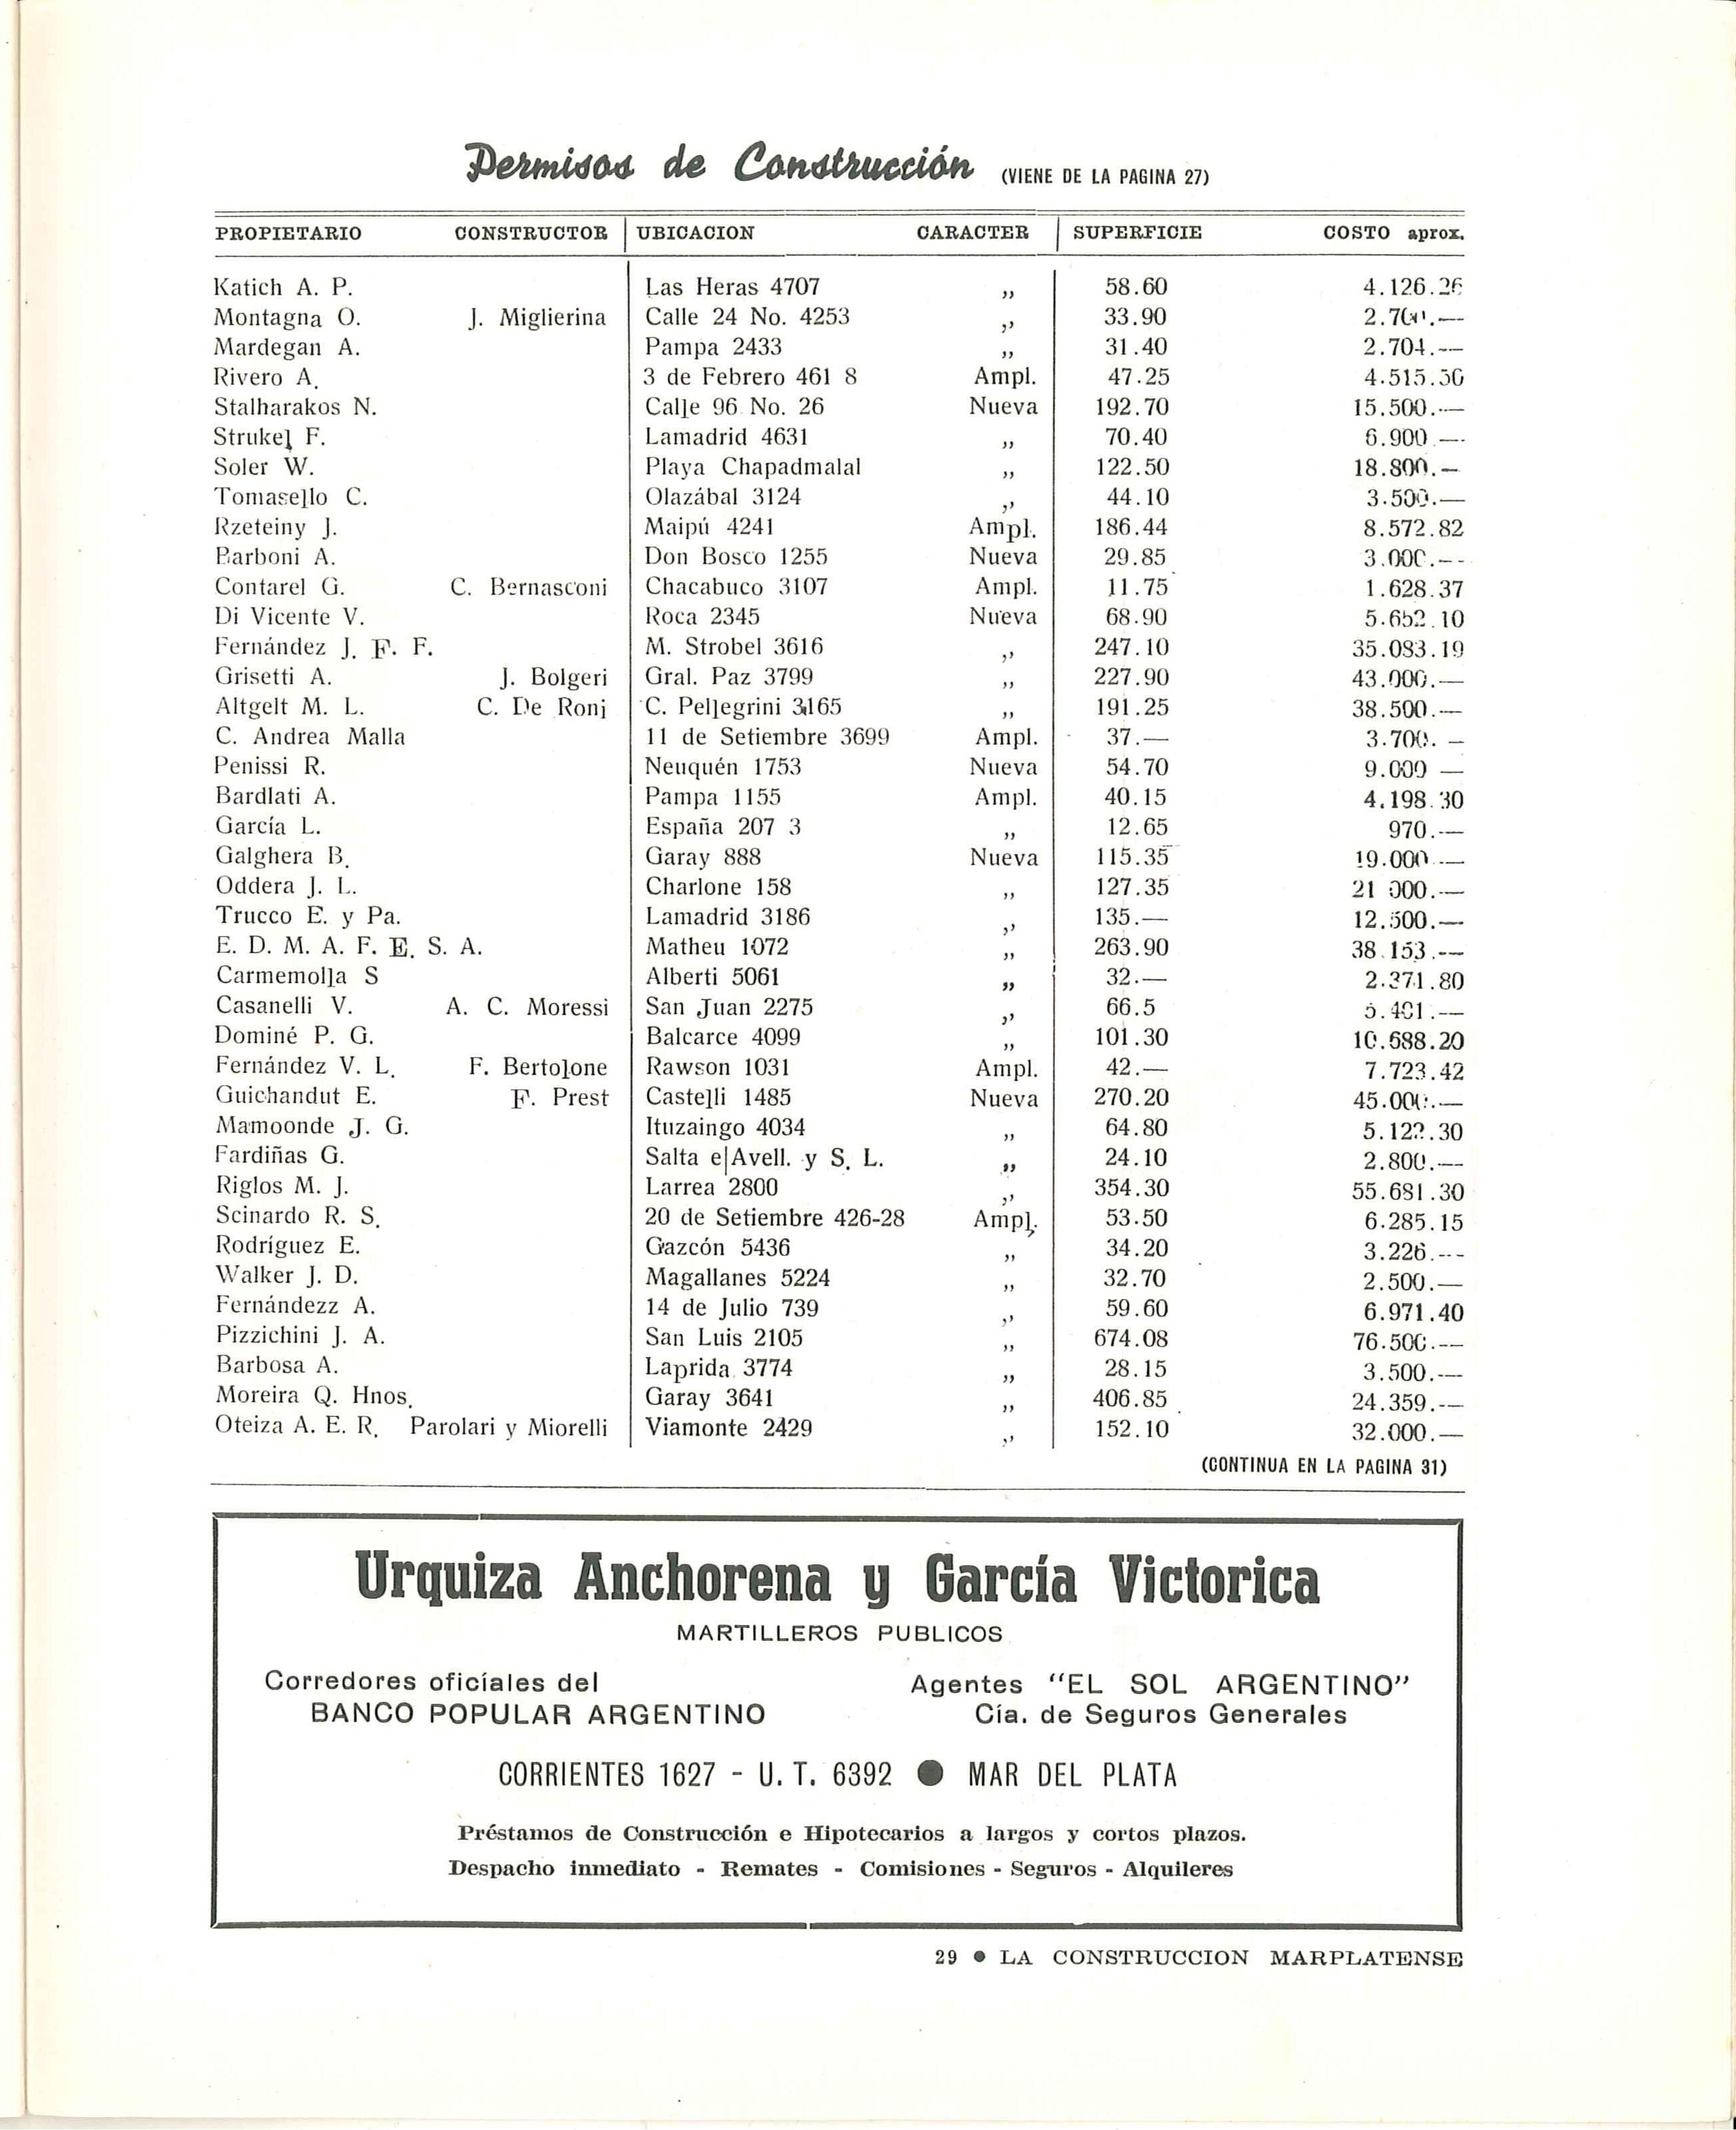 Permisos de Construcción (VIENE DE LA PAGINA 27)
PROPIETARIO CONSTRUCTOR UBICACION CARACTER SUPERFICIE COSTO aprox.
Katich A. P. Las Heras 4707 ,, 58.60 4.126.26
Montagna O. J. Miglierina Calle 24 No. 4253 ,, 33.90
Mardegan A. Pampa 2433 ,, 31.40 2.704.—
Rivero A. 3 de Febrero 461 8 Ampl. 47.25 4.515.50
Stalharakos N. Calle 96 No. 26 Nueva 192.70 15.500.—
Strukel F. Lamadrid 4631 ,, 70.40 6.900.—
Soler W. Playa Chapadmalal ,, 122.50 18.800.—
Tomasello C. Olazábal 3124 ,, 44.10 3.500.—
Rzeteiny J. Maipú 4241 Ampl. 186.44 8.572.82
Barboni A. Don Bosco 1255 Nueva 29.85 3.000.—
Contarel G. C. Bernasconi Chacabuco 3107 Ampl. 11.75 1.628.37
Di Vicente V. Roca 2345 Nueva 68.90 5.652.10
Fernández J. F. F. M. Strobel 3616 ,, 247.10 35.083.19
Grisetti A. J. Bolgeri Gral. Paz 3799 ,, 227.90 43.000.—
Altgelt M. L. C. De Roni C. Pellegrini 3165 ,, 191.25 38.500.—
C. Andrea Malla 11 de Setiembre 3699 Ampl. 37.— 3.700. —
Penissi R. Neuquén 1753 Nueva 54.70 9.000 —
Bardlati A. Pampa 1155 Ampl. 40.15 4.198.30
García L. España 207 3 ,, 12.65 970.—
Galghera B. Garay 888 Nueva 115.35 19.000.—
Oddera J. L. Charlone 158 ,, 127.35 21 000.—
Trucco E. y Pa. Lamadrid 3186 ,, 135.— 12.500.—
E. D. M. A. F. E. S. A. Matheu 1072 ,, 263.90 38.153.—
Carmemolla S Alberti 5061 ,, 32.— 2.371.80
Casanelli V. A. C. Moressi San Juan 2275 ,, 66.5
Dominé P. G. Balcarce 4099 ,, 101.30 10.688.20
Fernández V. L. F. Bertolone Rawson 1031 Ampl. 42.— 7.723.42
Guichandut E. F. Prest Castelli 1485 Nueva 270.20 45.000.—
Mamoonde J. G. Ituzaingo 4034 ,, 64.80 5.122.30
Fardiñas G. Salta e|Avell. y S. L. ,, 24.10 2.800.—
Riglos M. J. Larrea 2800 ,, 354.30 55.681.30
Scinardo R. S. 20 de Setiembre 426-28 Ampl. 53.50 6.285.15
Rodríguez E. Gazcón 5436 ,, 34.20 3.226.—
Walker J. D. Magallanes 5224 ,, 32.70 2.500.—
Fernándezz A. 14 de Julio 739 ,, 59.60 6.971.40
Pizzichini J. A. San Luis 2105 ,, 674.08 76.500.—
Barbosa A. Laprida 3774 ,, 28.15 3.500.—
Moreira Q. Hnos. Garay 3641 ,, 406.85 24.359.—
Oteiza A. E. R. Parolari y Miorelli Viamonte 2429 ,, 152.10 32.000.—
(CONTINUA EN LA PAGINA 31)
Urquiza Anchorena y García Victorica
MARTILLEROS PUBLICOS
Corredores oficíales del
BANCO POPULAR ARGENTINO
Agentes "EL SOL ARGENTINO"
Cía. de Seguros Generales
CORRIENTES 1627 - U. T. 6392 ● MAR DEL PLATA
Préstamos de Construcción e Hipotecarios a largos y cortos plazos.
Despacho inmediato - Remates - Comisiones - Seguros - Alquileres
29 ● LA CONSTRUCCION MARPLATENSE